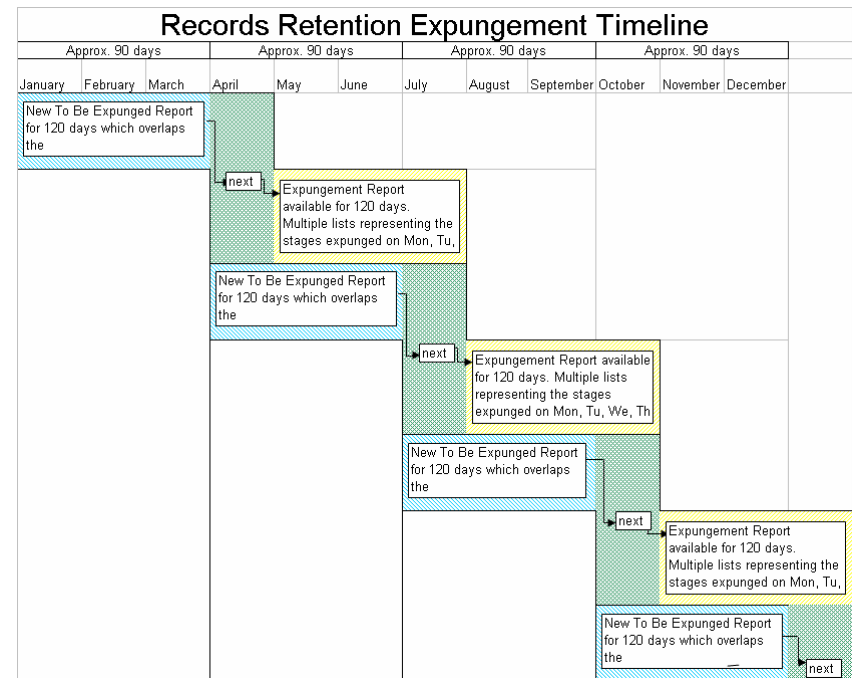 Records Retention Expungement Timeline
Approx. 90 days Approx. 90 days Approx. 90 days Approx. 90 days
January February March April May June July August September October November December
New To Be Expunged Report
for 120 days which overlaps
the
next
Expungement Report
available for 120 days.
Multiple lists representing the
stages expunged on Mon, Tu,
New To Be Expunged Report
for 120 days which overlaps
the
next
Expungement Report available
for 120 days. Multiple lists
representing the stages
expunged on Mon, Tu, We, Th
New To Be Expunged Report
for 120 days which overlaps
the
next
Expungement Report
available for 120 days.
Multiple lists representing the
stages expunged on Mon, Tu,
New To Be Expunged Report
for 120 days which overlaps
the
next